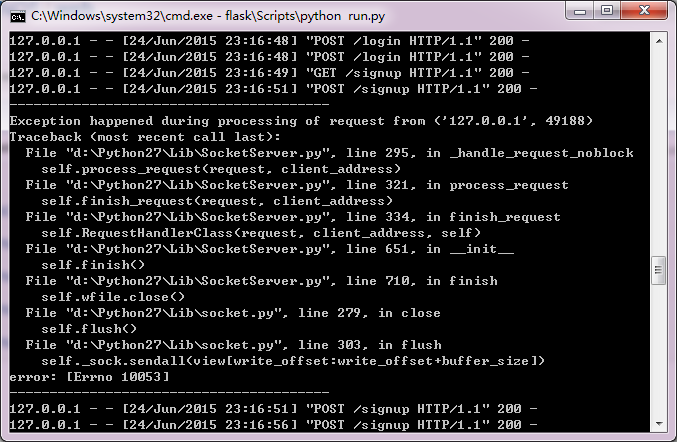 C:\Windows\system32\cmd.exe - flask\Scripts\python run.py
127.0.0.1 - - [24/Jun/2015 23:16:48] "POST /login HTTP/1.1" 200 -
127.0.0.1 - - [24/Jun/2015 23:16:48] "POST /login HTTP/1.1" 200 -
127.0.0.1 - - [24/Jun/2015 23:16:49] "GET /signup HTTP/1.1" 200 -
127.0.0.1 - - [24/Jun/2015 23:16:51] "POST /signup HTTP/1.1" 200 -
----------------------------------------
Exception happened during processing of request from ('127.0.0.1', 49188)
Traceback (most recent call last):
  File "d:\Python27\Lib\SocketServer.py", line 295, in _handle_request_noblock
    self.process_request(request, client_address)
  File "d:\Python27\Lib\SocketServer.py", line 321, in process_request
    self.finish_request(request, client_address)
  File "d:\Python27\Lib\SocketServer.py", line 334, in finish_request
    self.RequestHandlerClass(request, client_address, self)
  File "d:\Python27\Lib\SocketServer.py", line 651, in __init__
    self.finish()
  File "d:\Python27\Lib\SocketServer.py", line 710, in finish
    self.wfile.close()
  File "d:\Python27\Lib\socket.py", line 279, in close
    self.flush()
  File "d:\Python27\Lib\socket.py", line 303, in flush
    self._sock.sendall(view[write_offset:write_offset+buffer_size])
error: [Errno 10053]
----------------------------------------
127.0.0.1 - - [24/Jun/2015 23:16:51] "POST /signup HTTP/1.1" 200 -
127.0.0.1 - - [24/Jun/2015 23:16:56] "POST /signup HTTP/1.1" 200 -